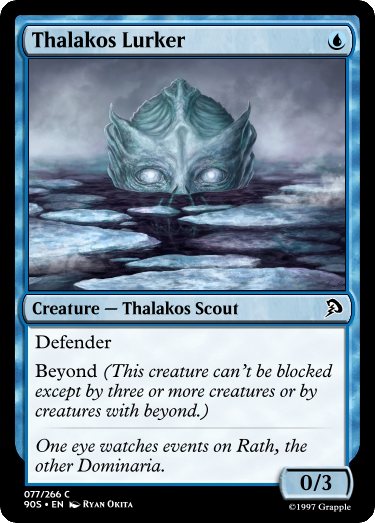 Thalakos Lurker
Creature — Thalakos Scout
Defender
Beyond (This creature can't be blocked
except by three or more creatures or by
creatures with beyond.)
One eye watches events on Rath, the
other Dominaria.
0/3
077/266 C
90S • EN Ryan Okita
©1997 Grapple